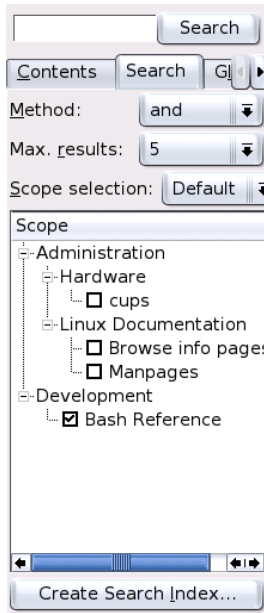 Search
Contents Search Gl
Method: and
Max. results: 5
Scope selection: Default
Scope
Administration
Hardware
cups
Linux Documentation
Browse info pages
Manpages
Development
Bash Reference
Create Search Index...